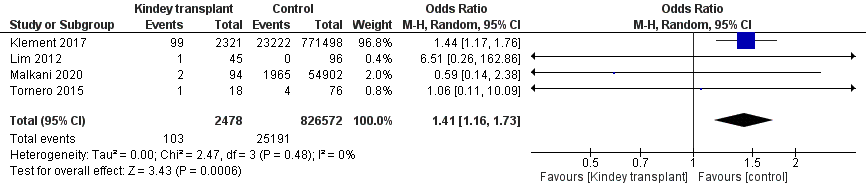 Kindey transplant Control Odds Ratio Odds Ratio
Study or Subgroup Events Total Events Total Weight M-H, Random, 95% CI M-H, Random, 95% CI
Klement 2017 99 2321 23222 771498 96.8% 1.44 [1.17, 1.76]
Lim 2012 1 45 0 96 0.4% 6.51 [0.26, 162.86]
Malkani 2020 2 94 1965 54902 2.0% 0.59 [0.14, 2.38]
Tornero 2015 1 18 4 76 0.8% 1.06 [0.11, 10.09]
Total (95% CI) 2478 826572 100.0% 1.41 [1.16, 1.73]
Total events 103 25191
Heterogeneity: Tau² = 0.00; Chi² = 2.47, df = 3 (P = 0.48); I² = 0%
Test for overall effect: Z = 3.43 (P = 0.0006)
0.5 0.7 1 1.5 2
Favours [Kindey transplant] Favours [control]